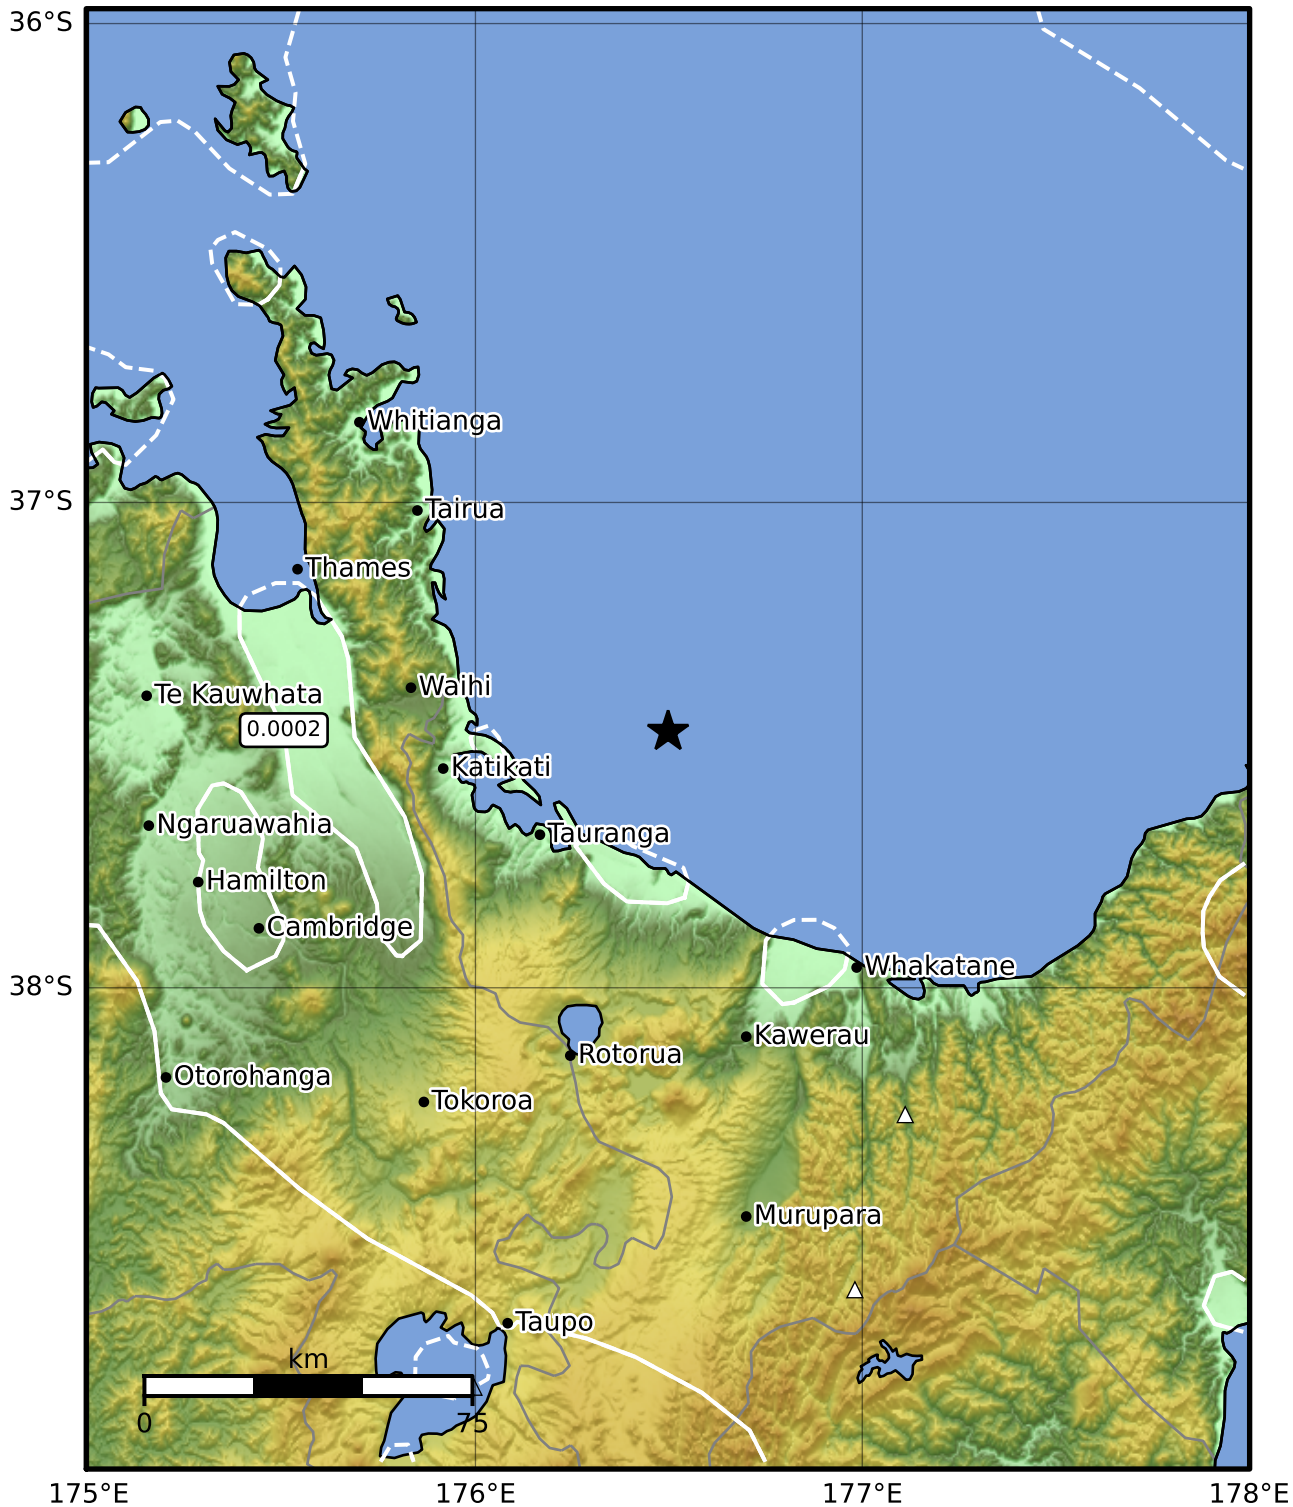 36°S
Whitianga
37°S
Tairua
Thames
Waihi
Te Kauwhata
0.0002
Katikati
Ngaruawahia
Tauranga
Hamilton
Cambridge
Whakatane
38°S
Kawerau
Rotorua
Otorohanga
Tokoroa
Murupara
Taupo
km
0 75
175°E 176°E 177°E 178°E